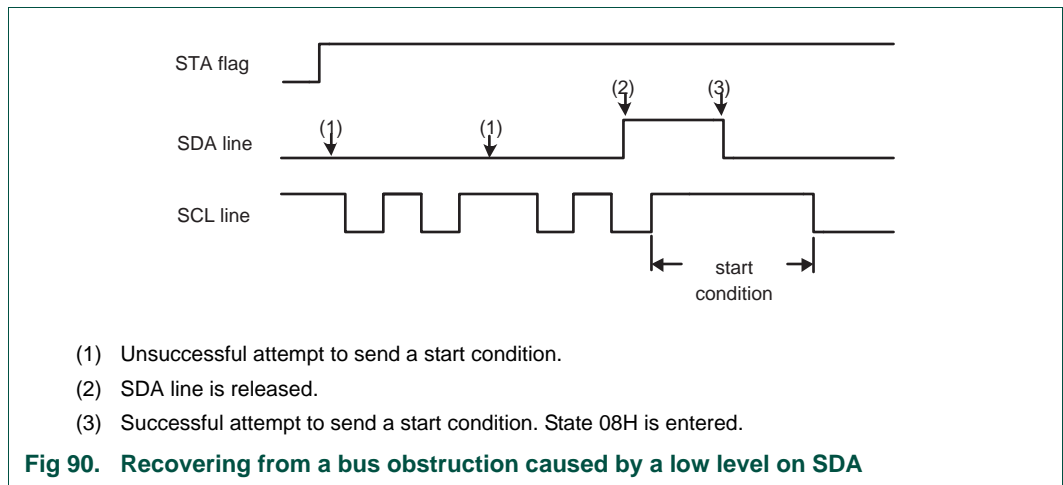 STA flag
(2) (3)
(1) (1)
SDA line
SCL line
start
condition
(1) Unsuccessful attempt to send a start condition.
(2) SDA line is released.
(3) Successful attempt to send a start condition. State 08H is entered.
Fig 90. Recovering from a bus obstruction caused by a low level on SDA